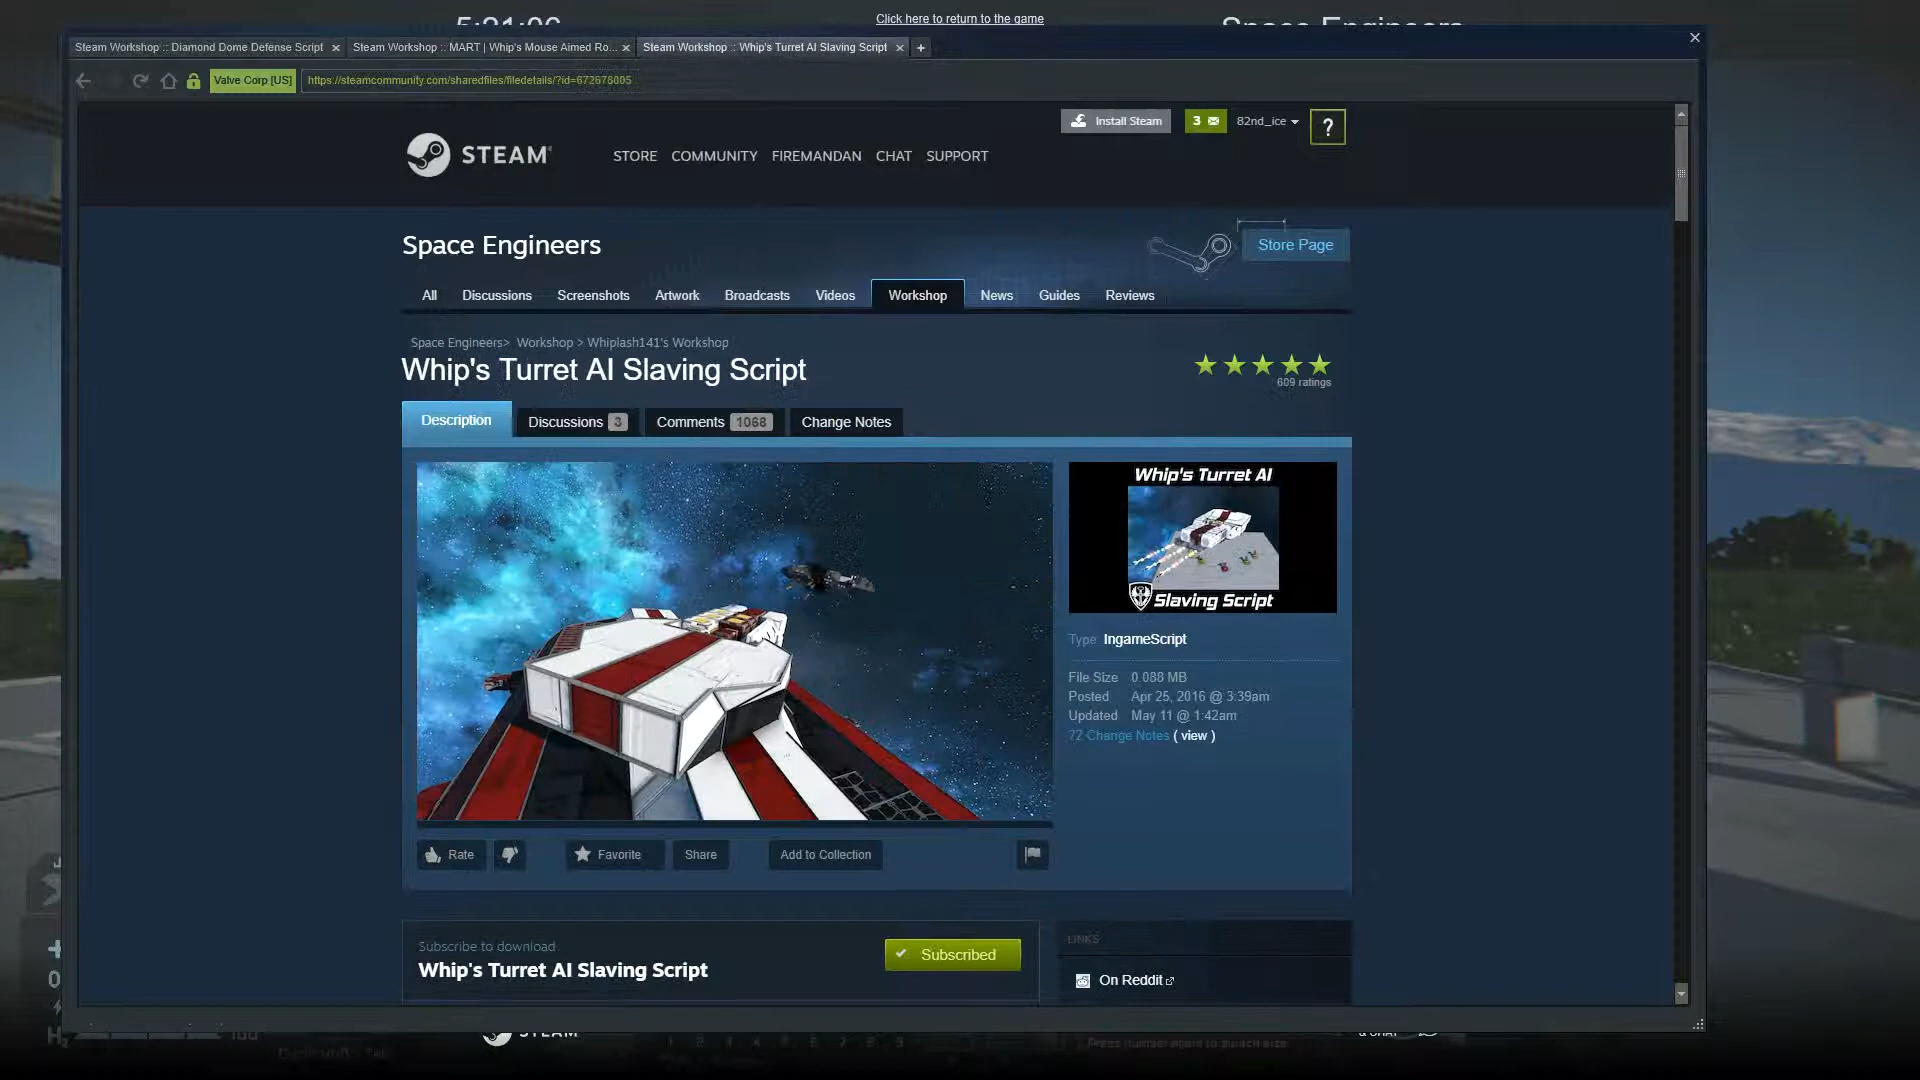 5:21:06
Click here to return to the game
Space Engineers
Steam Workshop :: Diamond Dome Defense Script
Steam Workshop :: MART | Whip's Mouse Aimed Ro...
Steam Workshop :: Whip's Turret AI Slaving Script
Valve Corp [US]
https://steamcommunity.com/sharedfiles/filedetails/?id=672678005
Install Steam
3
82nd_ice
?
STEAM
STORE COMMUNITY FIREMANDAN CHAT SUPPORT
Space Engineers
Store Page
All Discussions Screenshots Artwork Broadcasts Videos Workshop News Guides Reviews
Space Engineers> Workshop > Whiplash141's Workshop
Whip's Turret AI Slaving Script
609 ratings
Description Discussions 3 Comments 1068 Change Notes
Whip's Turret AI
Slaving Script
Type IngameScript
File Size 0.088 MB
Posted Apr 25, 2016 @ 3:39am
Updated May 11 @ 1:42am
72 Change Notes ( view )
Rate
Favorite
Share
Add to Collection
Subscribe to download
Whip's Turret AI Slaving Script
Subscribed
LINKS
On Reddit
STEAM